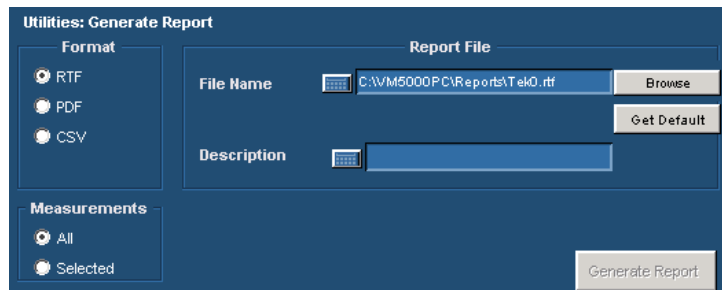 Utilities: Generate Report
Format
RTF
PDF
CSV
Report File
File Name
C:\VM5000PC\Reports\Tek0.rtf
Browse
Get Default
Description
Measurements
All
Selected
Generate Report